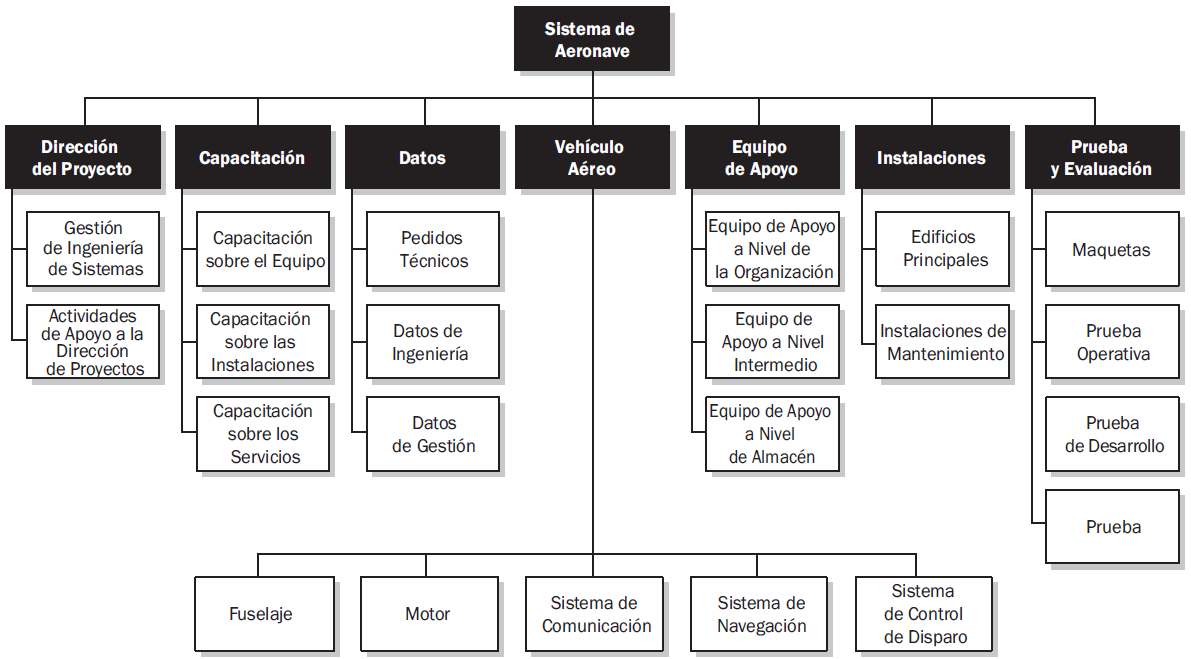 Sistema de
Aeronave
Dirección
del Proyecto
Capacitación
Datos
Vehículo
Aéreo
Equipo
de Apoyo
Instalaciones
Prueba
y Evaluación
Gestión
de Ingeniería
de Sistemas
Actividades
de Apoyo a la
Dirección
de Proyectos
Capacitación
sobre el Equipo
Capacitación
sobre las
Instalaciones
Capacitación
sobre los
Servicios
Pedidos
Técnicos
Datos de
Ingeniería
Datos
de Gestión
Equipo de Apoyo
a Nivel de
la Organización
Equipo de
Apoyo a Nivel
Intermedio
Equipo de Apoyo
a Nivel
de Almacén
Edificios
Principales
Instalaciones de
Mantenimiento
Maquetas
Prueba
Operativa
Prueba
de Desarrollo
Prueba
Fuselaje
Motor
Sistema de
Comunicación
Sistema de
Navegación
Sistema
de Control
de Disparo